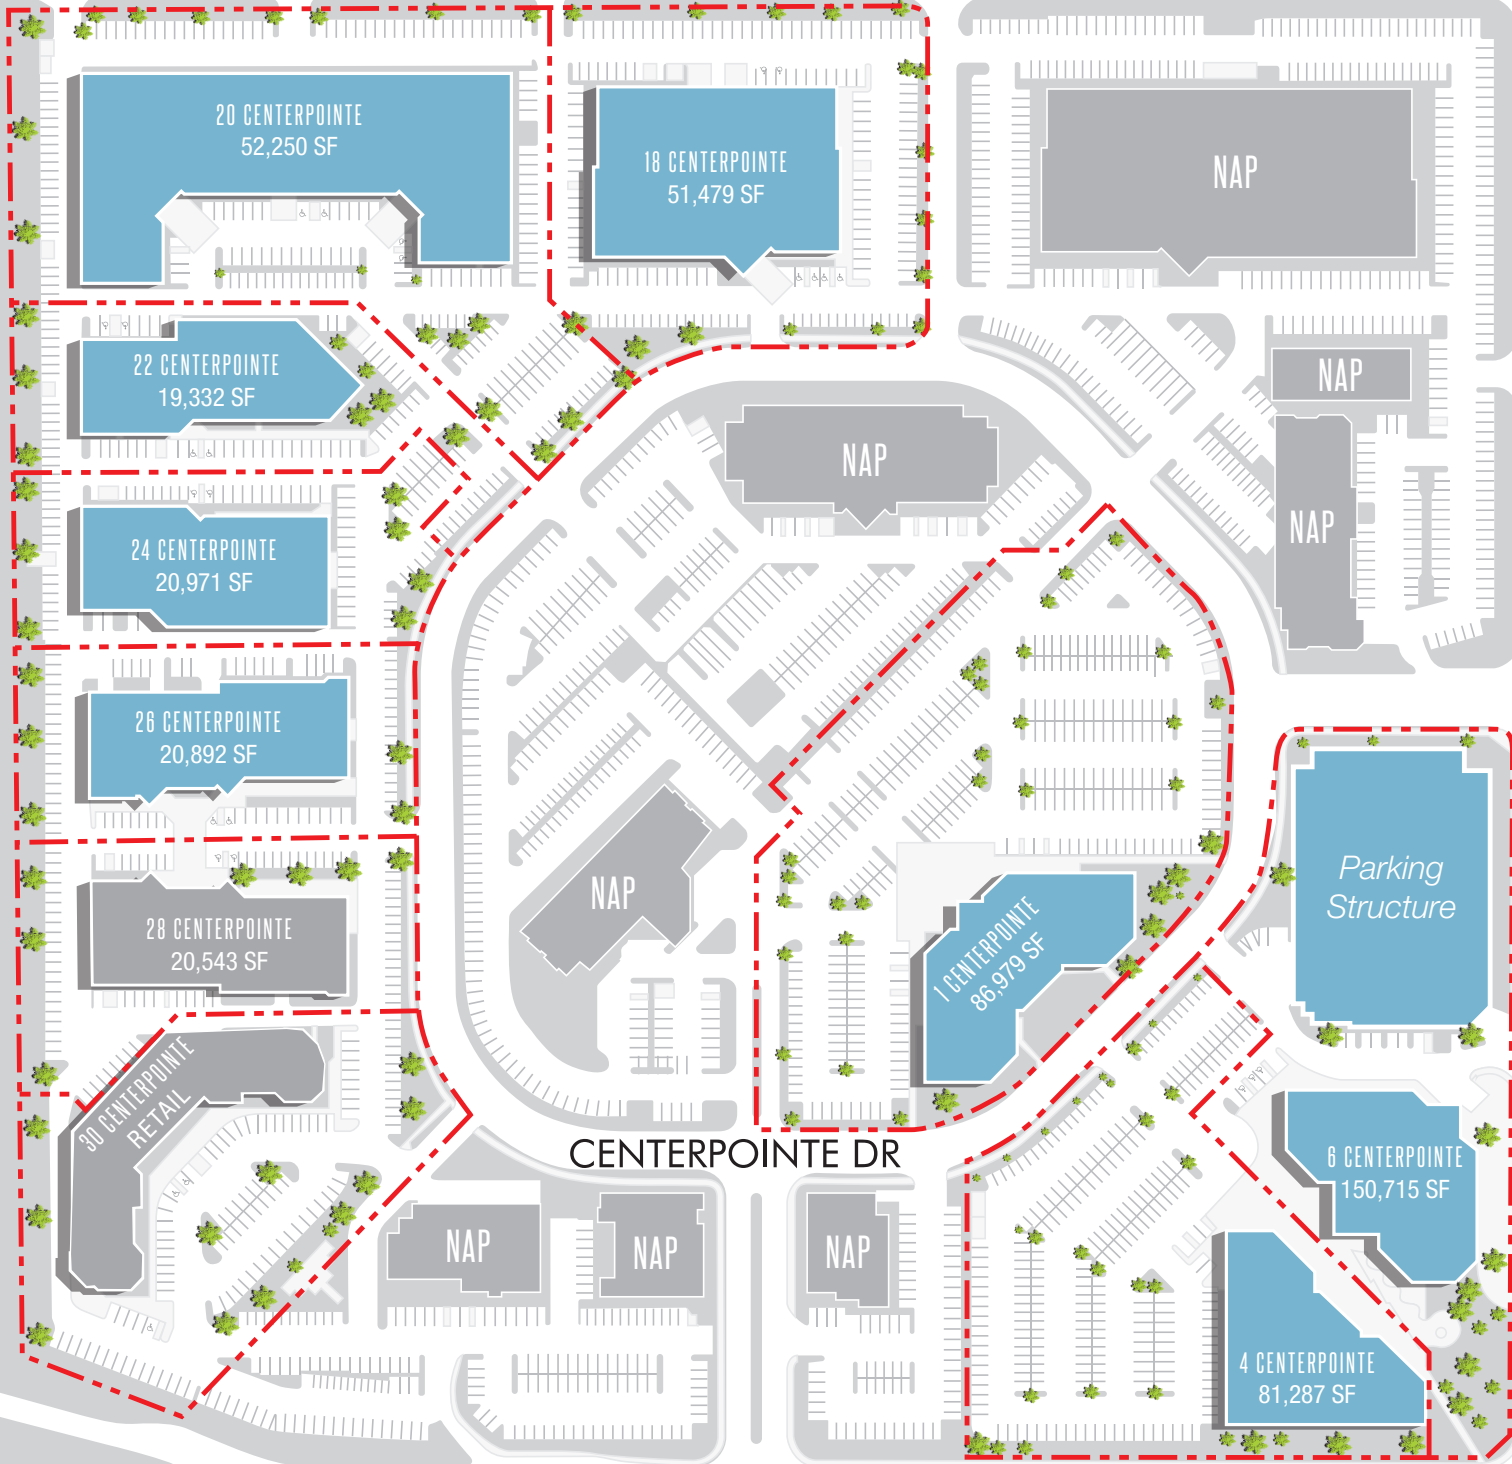 20 CENTERPOINTE
52,250 SF
18 CENTERPOINTE
51,479 SF
NAP
22 CENTERPOINTE
19,332 SF
NAP
NAP
NAP
24 CENTERPOINTE
20,971 SF
26 CENTERPOINTE
20,892 SF
NAP
28 CENTERPOINTE
20,543 SF
Parking
Structure
1 CENTERPOINTE
86,979 SF
30 CENTERPOINTE
RETAIL
CENTERPOINTE DR
6 CENTERPOINTE
150,715 SF
NAP
NAP
NAP
4 CENTERPOINTE
81,287 SF